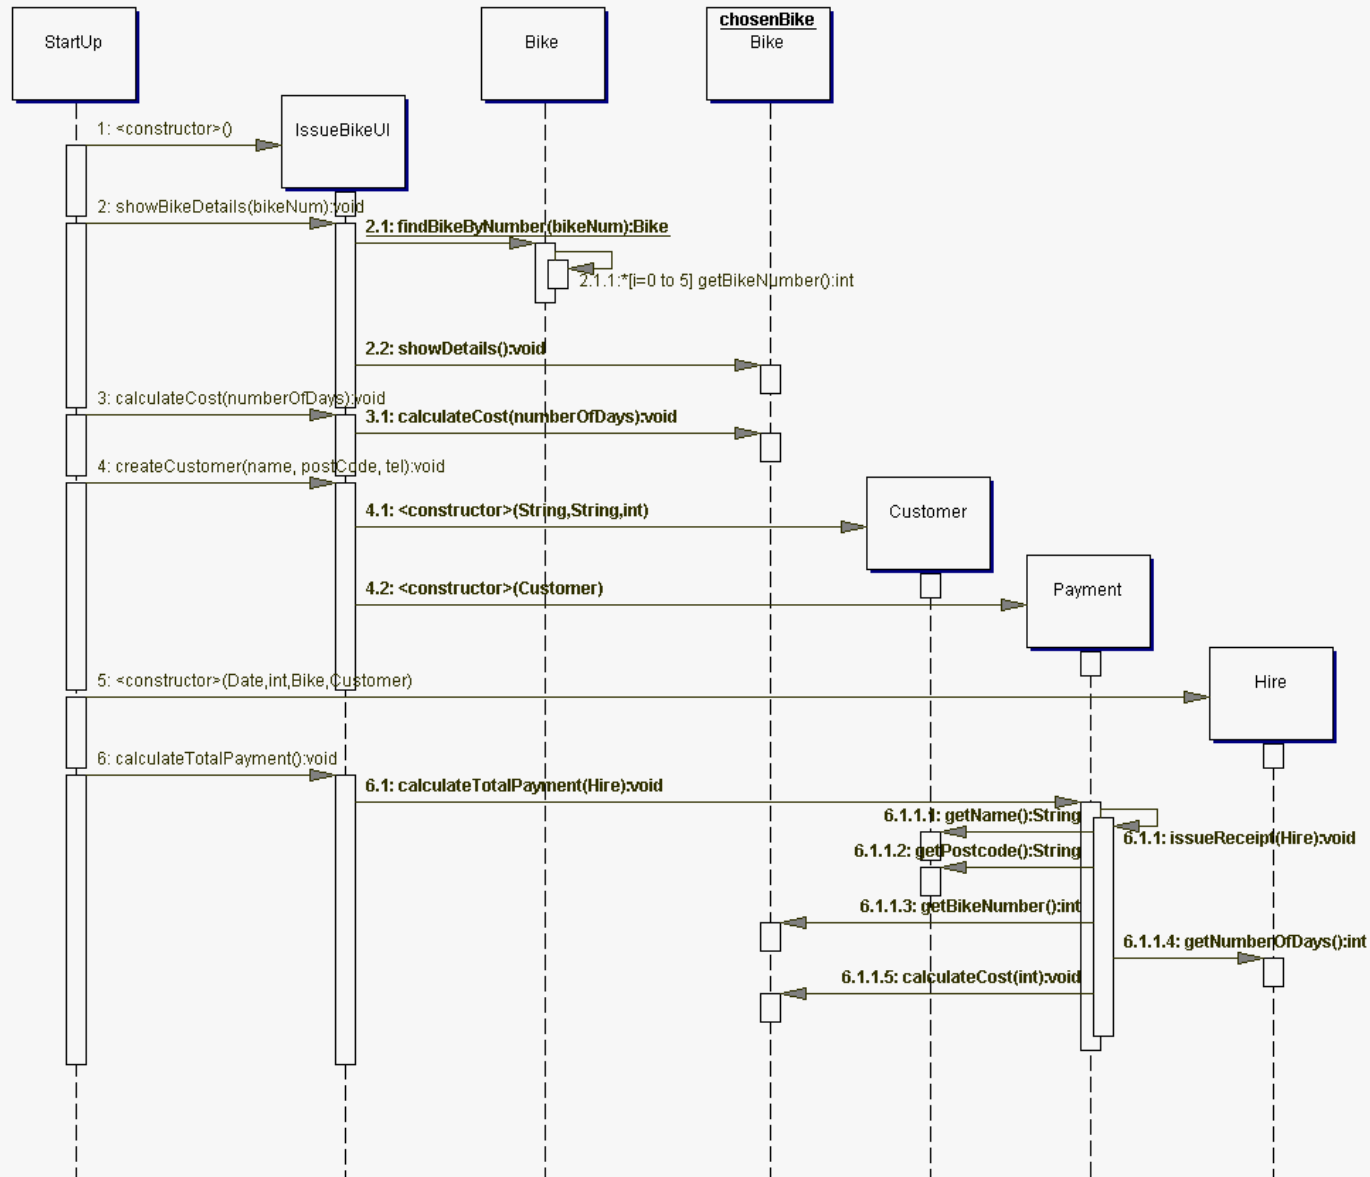 StartUp
Bike
chosenBike
Bike
1: <constructor>()
IssueBikeUI
2: showBikeDetails(bikeNum):void
2.1: findBikeByNumber(bikeNum):Bike
2.1.1:*[i=0 to 5] getBikeNumber():int
2.2: showDetails():void
3: calculateCost(numberOfDays):void
3.1: calculateCost(numberOfDays):void
4: createCustomer(name, postCode, tel):void
4.1: <constructor>(String,String,int)
Customer
4.2: <constructor>(Customer)
Payment
5: <constructor>(Date,int,Bike,Customer)
Hire
6: calculateTotalPayment():void
6.1: calculateTotalPayment(Hire):void
6.1.1.1: getName():String
6.1.1: issueReceipt(Hire):void
6.1.1.2: getPostcode():String
6.1.1.3: getBikeNumber():int
6.1.1.4: getNumberOfDays():int
6.1.1.5: calculateCost(int):void